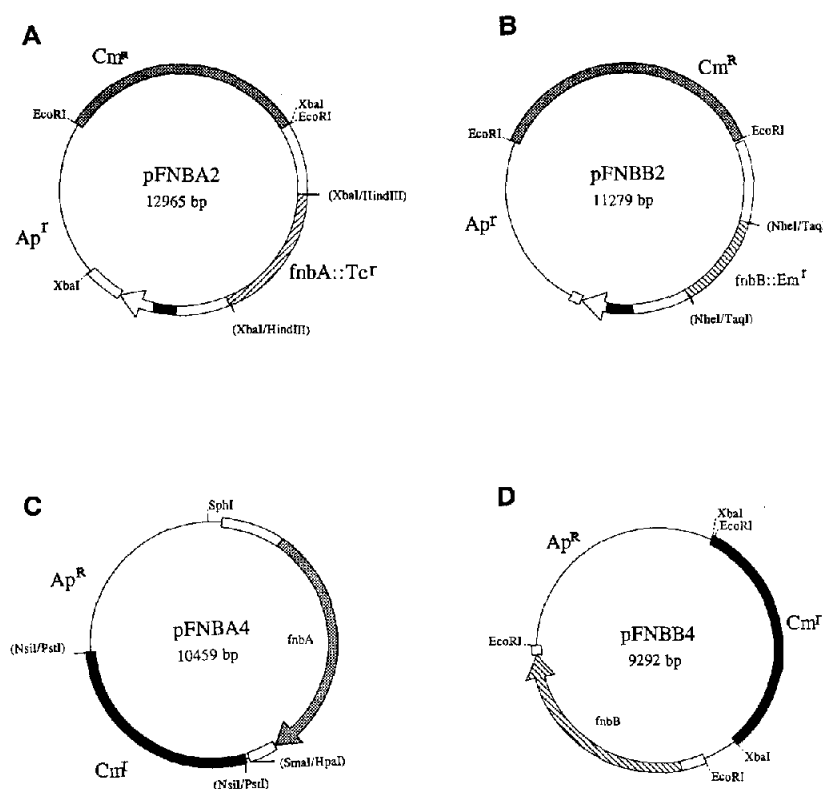 A
Cmᴿ
EcoRI
XbaI
EcoRI
pFNBA2
12965 bp
(XbaI/HindIII)
Apʳ
fnbA::Tcʳ
XbaI
(XbaI/HindIII)
B
Cmᴿ
EcoRI
EcoRI
pFNBB2
11279 bp
Apʳ
(NheI/TaqI)
fnbB::Emʳ
(NheI/TaqI)
C
SphI
Apᴿ
pFNBA4
10459 bp
fnbA
(NsiI/PstI)
Cmʳ
(SmaI/HpaI)
(NsiI/PstI)
D
XbaI
EcoRI
Apᴿ
EcoRI
pFNBB4
9292 bp
Cmʳ
fnbB
XbaI
EcoRI